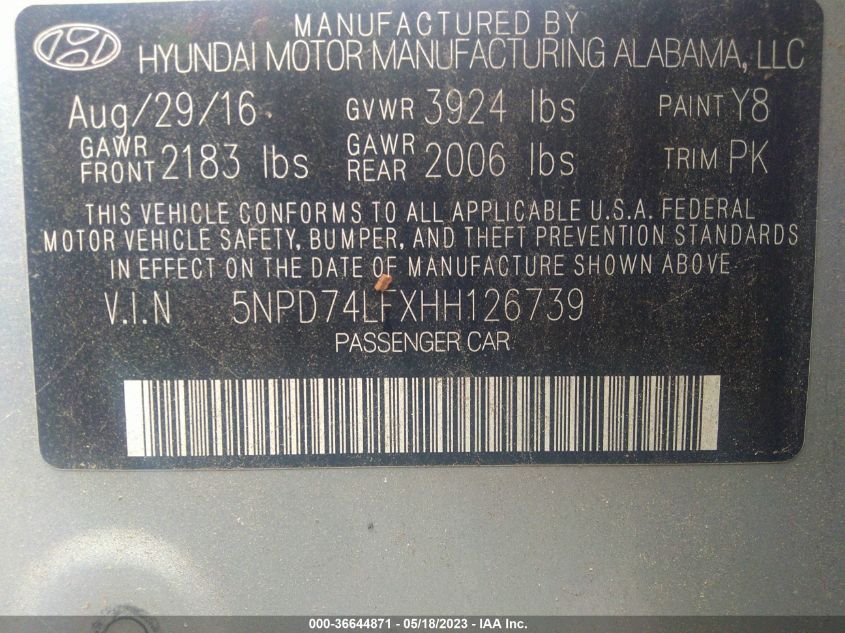 MANUFACTURED BY
HYUNDAI MOTOR MANUFACTURING ALABAMA, LLC
Aug/29/16 GVWR 3924 lbs PAINT Y8
GAWR FRONT 2183 lbs GAWR REAR 2006 lbs TRIM PK
THIS VEHICLE CONFORMS TO ALL APPLICABLE U.S.A. FEDERAL
MOTOR VEHICLE SAFETY, BUMPER, AND THEFT PREVENTION STANDARDS
IN EFFECT ON THE DATE OF MANUFACTURE SHOWN ABOVE
V.I.N 5NPD74LFXHH126739
PASSENGER CAR
000-36644871 - 05/18/2023 - IAA Inc.